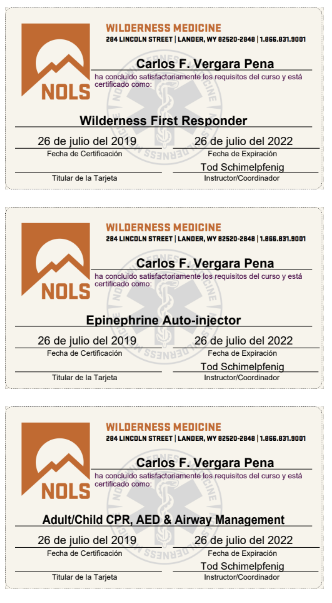 WILDERNESS MEDICINE
284 LINCOLN STREET | LANDER, WY 82520-2848 | 1.866.831.9001
NOLS
Carlos F. Vergara Pena
ha concluido satisfactoriamente los requisitos del curso y está
certificado como:
Wilderness First Responder
26 de julio del 2019 26 de julio del 2022
Fecha de Certificación Fecha de Expiración
Tod Schimelpfenig
Titular de la Tarjeta Instructor/Coordinador
WILDERNESS MEDICINE
284 LINCOLN STREET | LANDER, WY 82520-2848 | 1.866.831.9001
NOLS
Carlos F. Vergara Pena
ha concluido satisfactoriamente los requisitos del curso y está
certificado como:
Epinephrine Auto-injector
26 de julio del 2019 26 de julio del 2022
Fecha de Certificación Fecha de Expiración
Tod Schimelpfenig
Titular de la Tarjeta Instructor/Coordinador
WILDERNESS MEDICINE
284 LINCOLN STREET | LANDER, WY 82520-2848 | 1.866.831.9001
NOLS
Carlos F. Vergara Pena
ha concluido satisfactoriamente los requisitos del curso y está
certificado como:
Adult/Child CPR, AED & Airway Management
26 de julio del 2019 26 de julio del 2022
Fecha de Certificación Fecha de Expiración
Tod Schimelpfenig
Titular de la Tarjeta Instructor/Coordinador